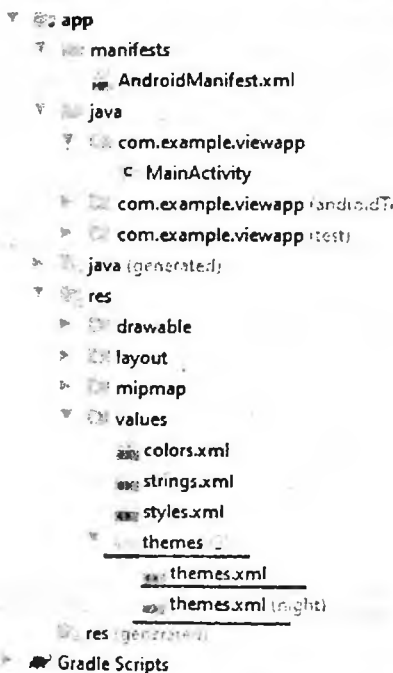 app
manifests
AndroidManifest.xml
java
com.example.viewapp
C MainActivity
com.example.viewapp (androidTe
com.example.viewapp (test)
java (generated)
res
drawable
layout
mipmap
values
colors.xml
strings.xml
styles.xml
themes
themes.xml
themes.xml (night)
res (generated)
Gradle Scripts